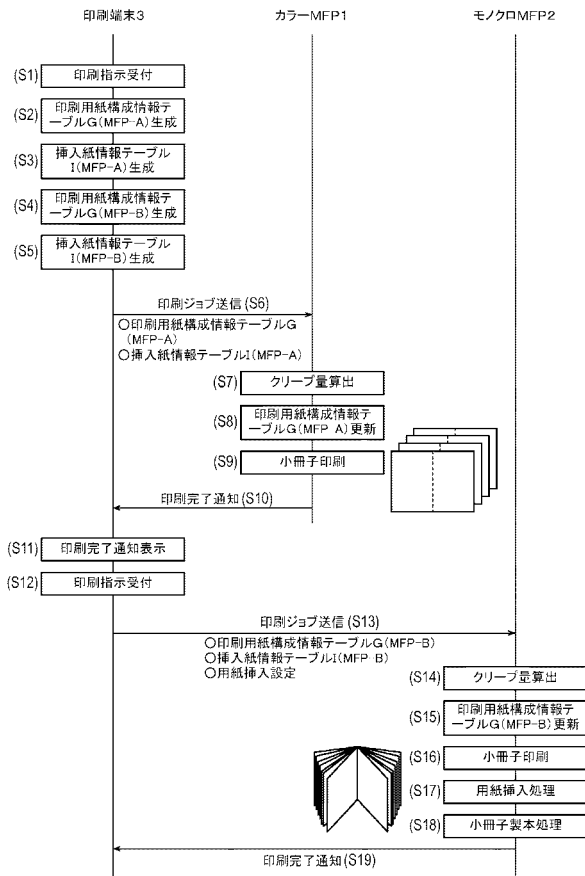 印刷端末3
カラーMFP1
モノクロMFP2
(S1)
印刷指示受付
(S2)
印刷用紙構成情報テ
ーブルG(MFP-A)生成
(S3)
挿入紙情報テーブル
I(MFP-A)生成
(S4)
印刷用紙構成情報テ
ーブルG(MFP-B)生成
(S5)
挿入紙情報テーブル
I(MFP-B)生成
印刷ジョブ送信(S6)
〇印刷用紙構成情報テーブルG
(MFP-A)
〇挿入紙情報テーブルI(MFP-A)
(S7)
クリープ量算出
(S8)
印刷用紙構成情報テ
ーブルG(MFP-A)更新
(S9)
小冊子印刷
印刷完了通知(S10)
(S11)
印刷完了通知表示
(S12)
印刷指示受付
印刷ジョブ送信(S13)
〇印刷用紙構成情報テーブルG(MFP-B)
〇挿入紙情報テーブルI(MFP-B)
〇用紙挿入設定
(S14)
クリープ量算出
(S15)
印刷用紙構成情報テ
ーブルG(MFP-B)更新
(S16)
小冊子印刷
(S17)
用紙挿入処理
(S18)
小冊子製本処理
印刷完了通知(S19)